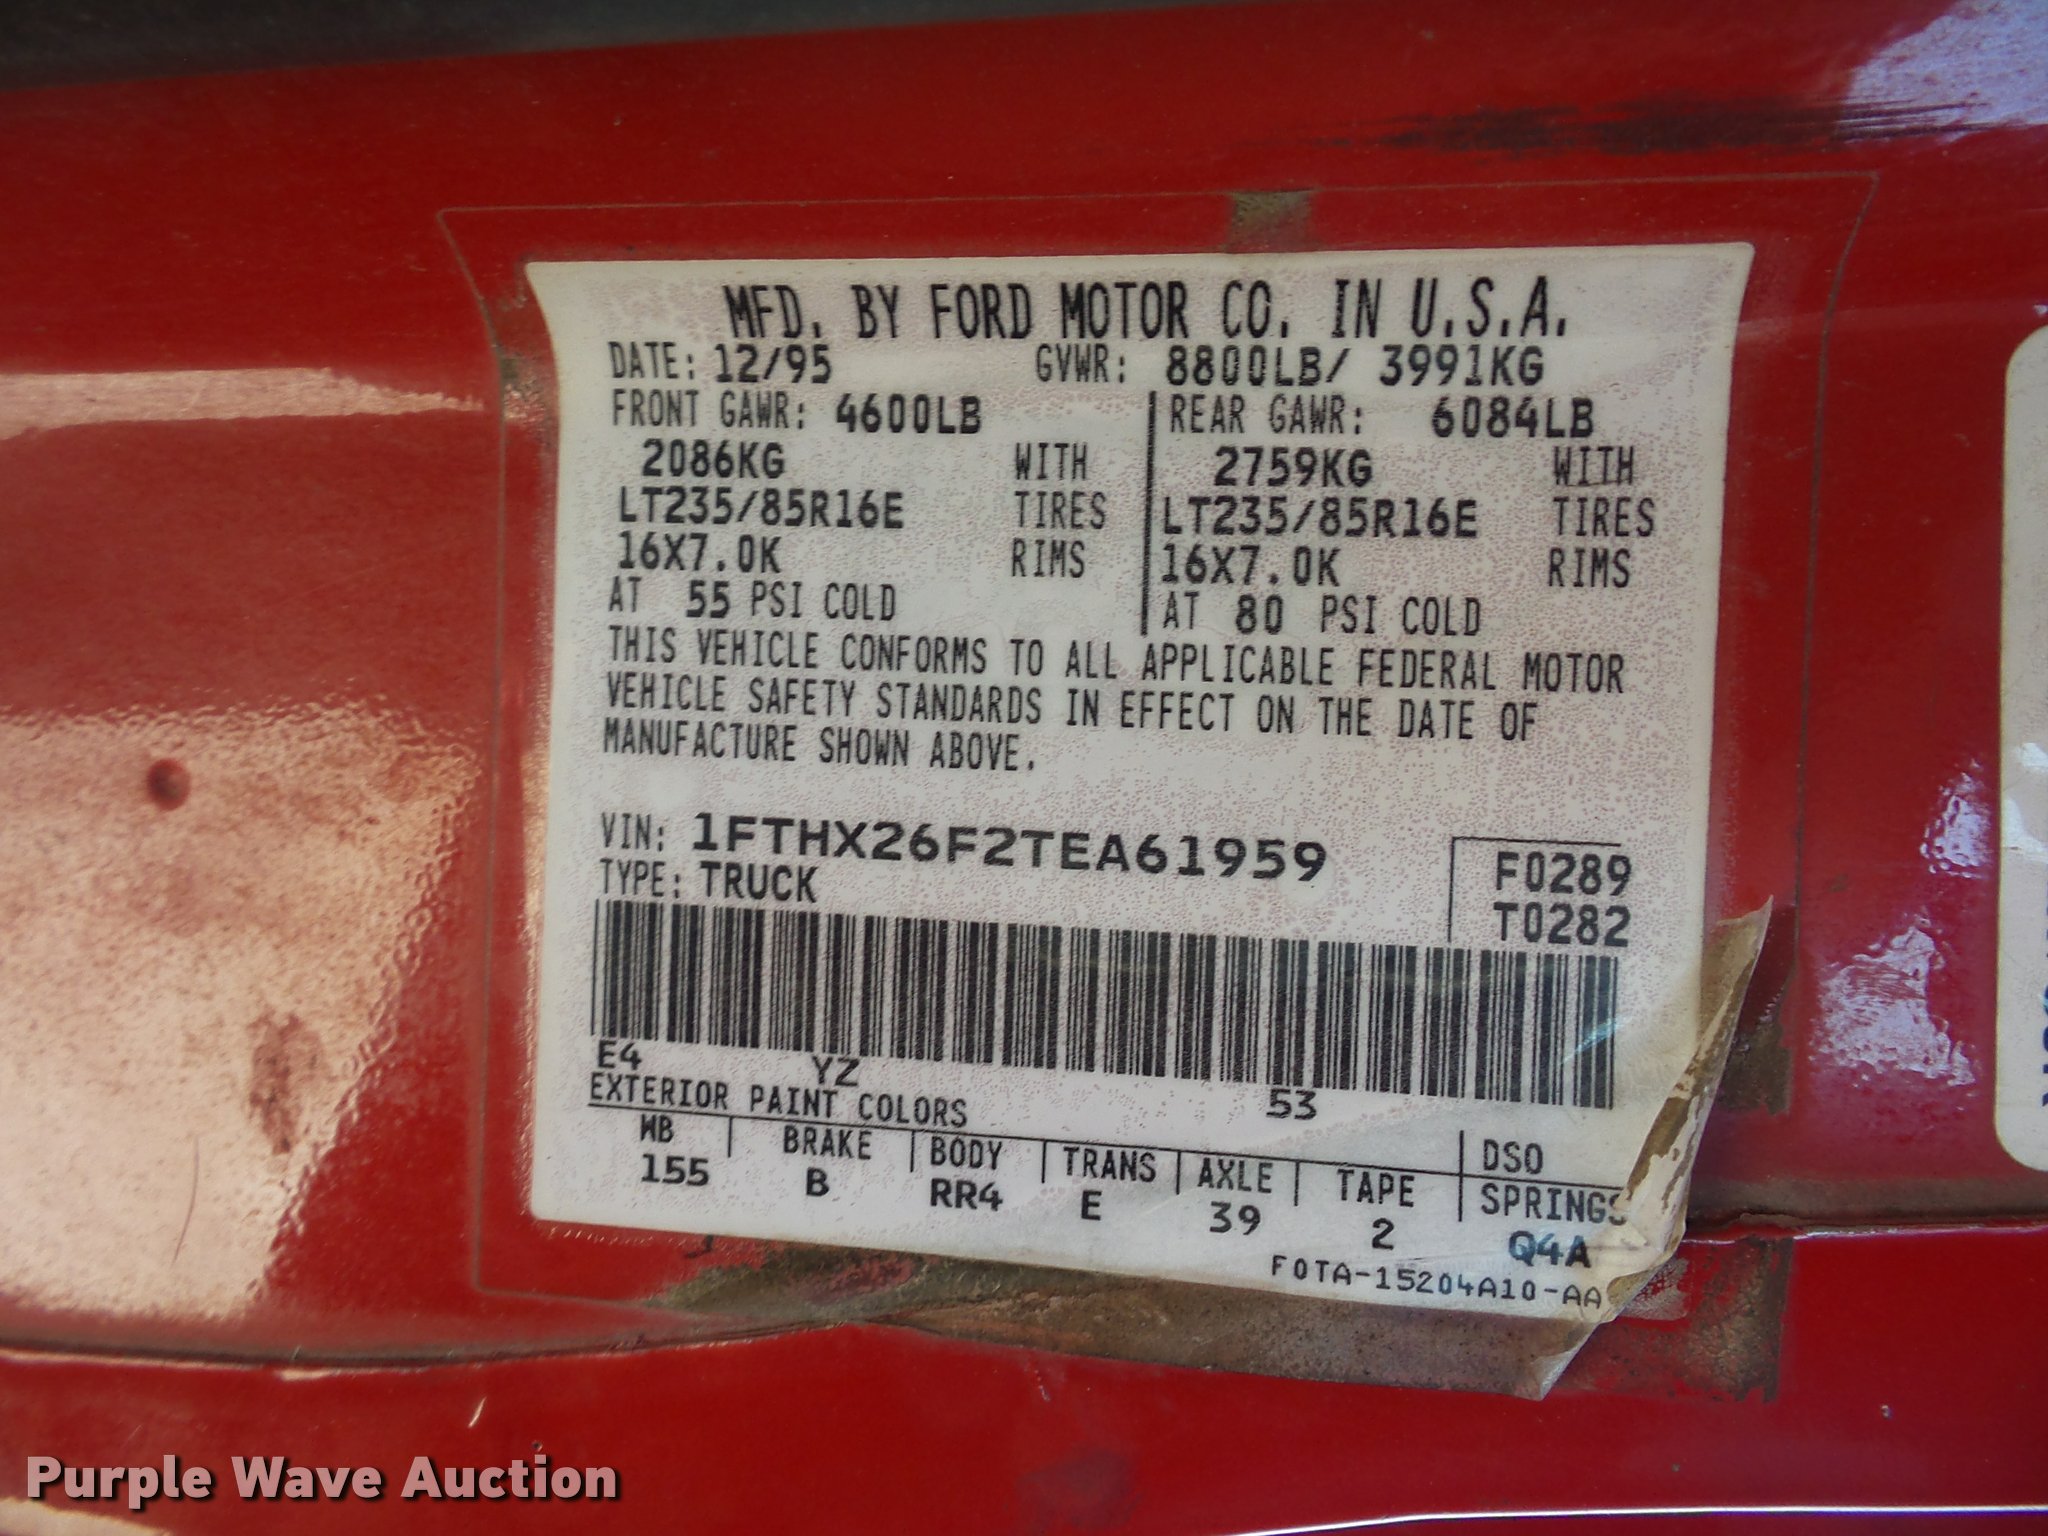 MFD. BY FORD MOTOR CO. IN U.S.A.
DATE: 12/95 GVWR: 8800LB/ 3991KG
FRONT GAWR: 4600LB REAR GAWR: 6084LB
2086KG WITH 2759KG WITH
LT235/85R16E TIRES LT235/85R16E TIRES
16X7.0K RIMS 16X7.0K RIMS
AT 55 PSI COLD AT 80 PSI COLD
THIS VEHICLE CONFORMS TO ALL APPLICABLE FEDERAL MOTOR
VEHICLE SAFETY STANDARDS IN EFFECT ON THE DATE OF
MANUFACTURE SHOWN ABOVE.
VIN: 1FTHX26F2TEA61959 F0289
TYPE: TRUCK T0282
E4 YZ 53
EXTERIOR PAINT COLORS DSO
WB BRAKE BODY TRANS AXLE TAPE SPRINGS
155 B RR4 E 39 2 Q4A
F0TA-15204A10-AA
Purple Wave Auction